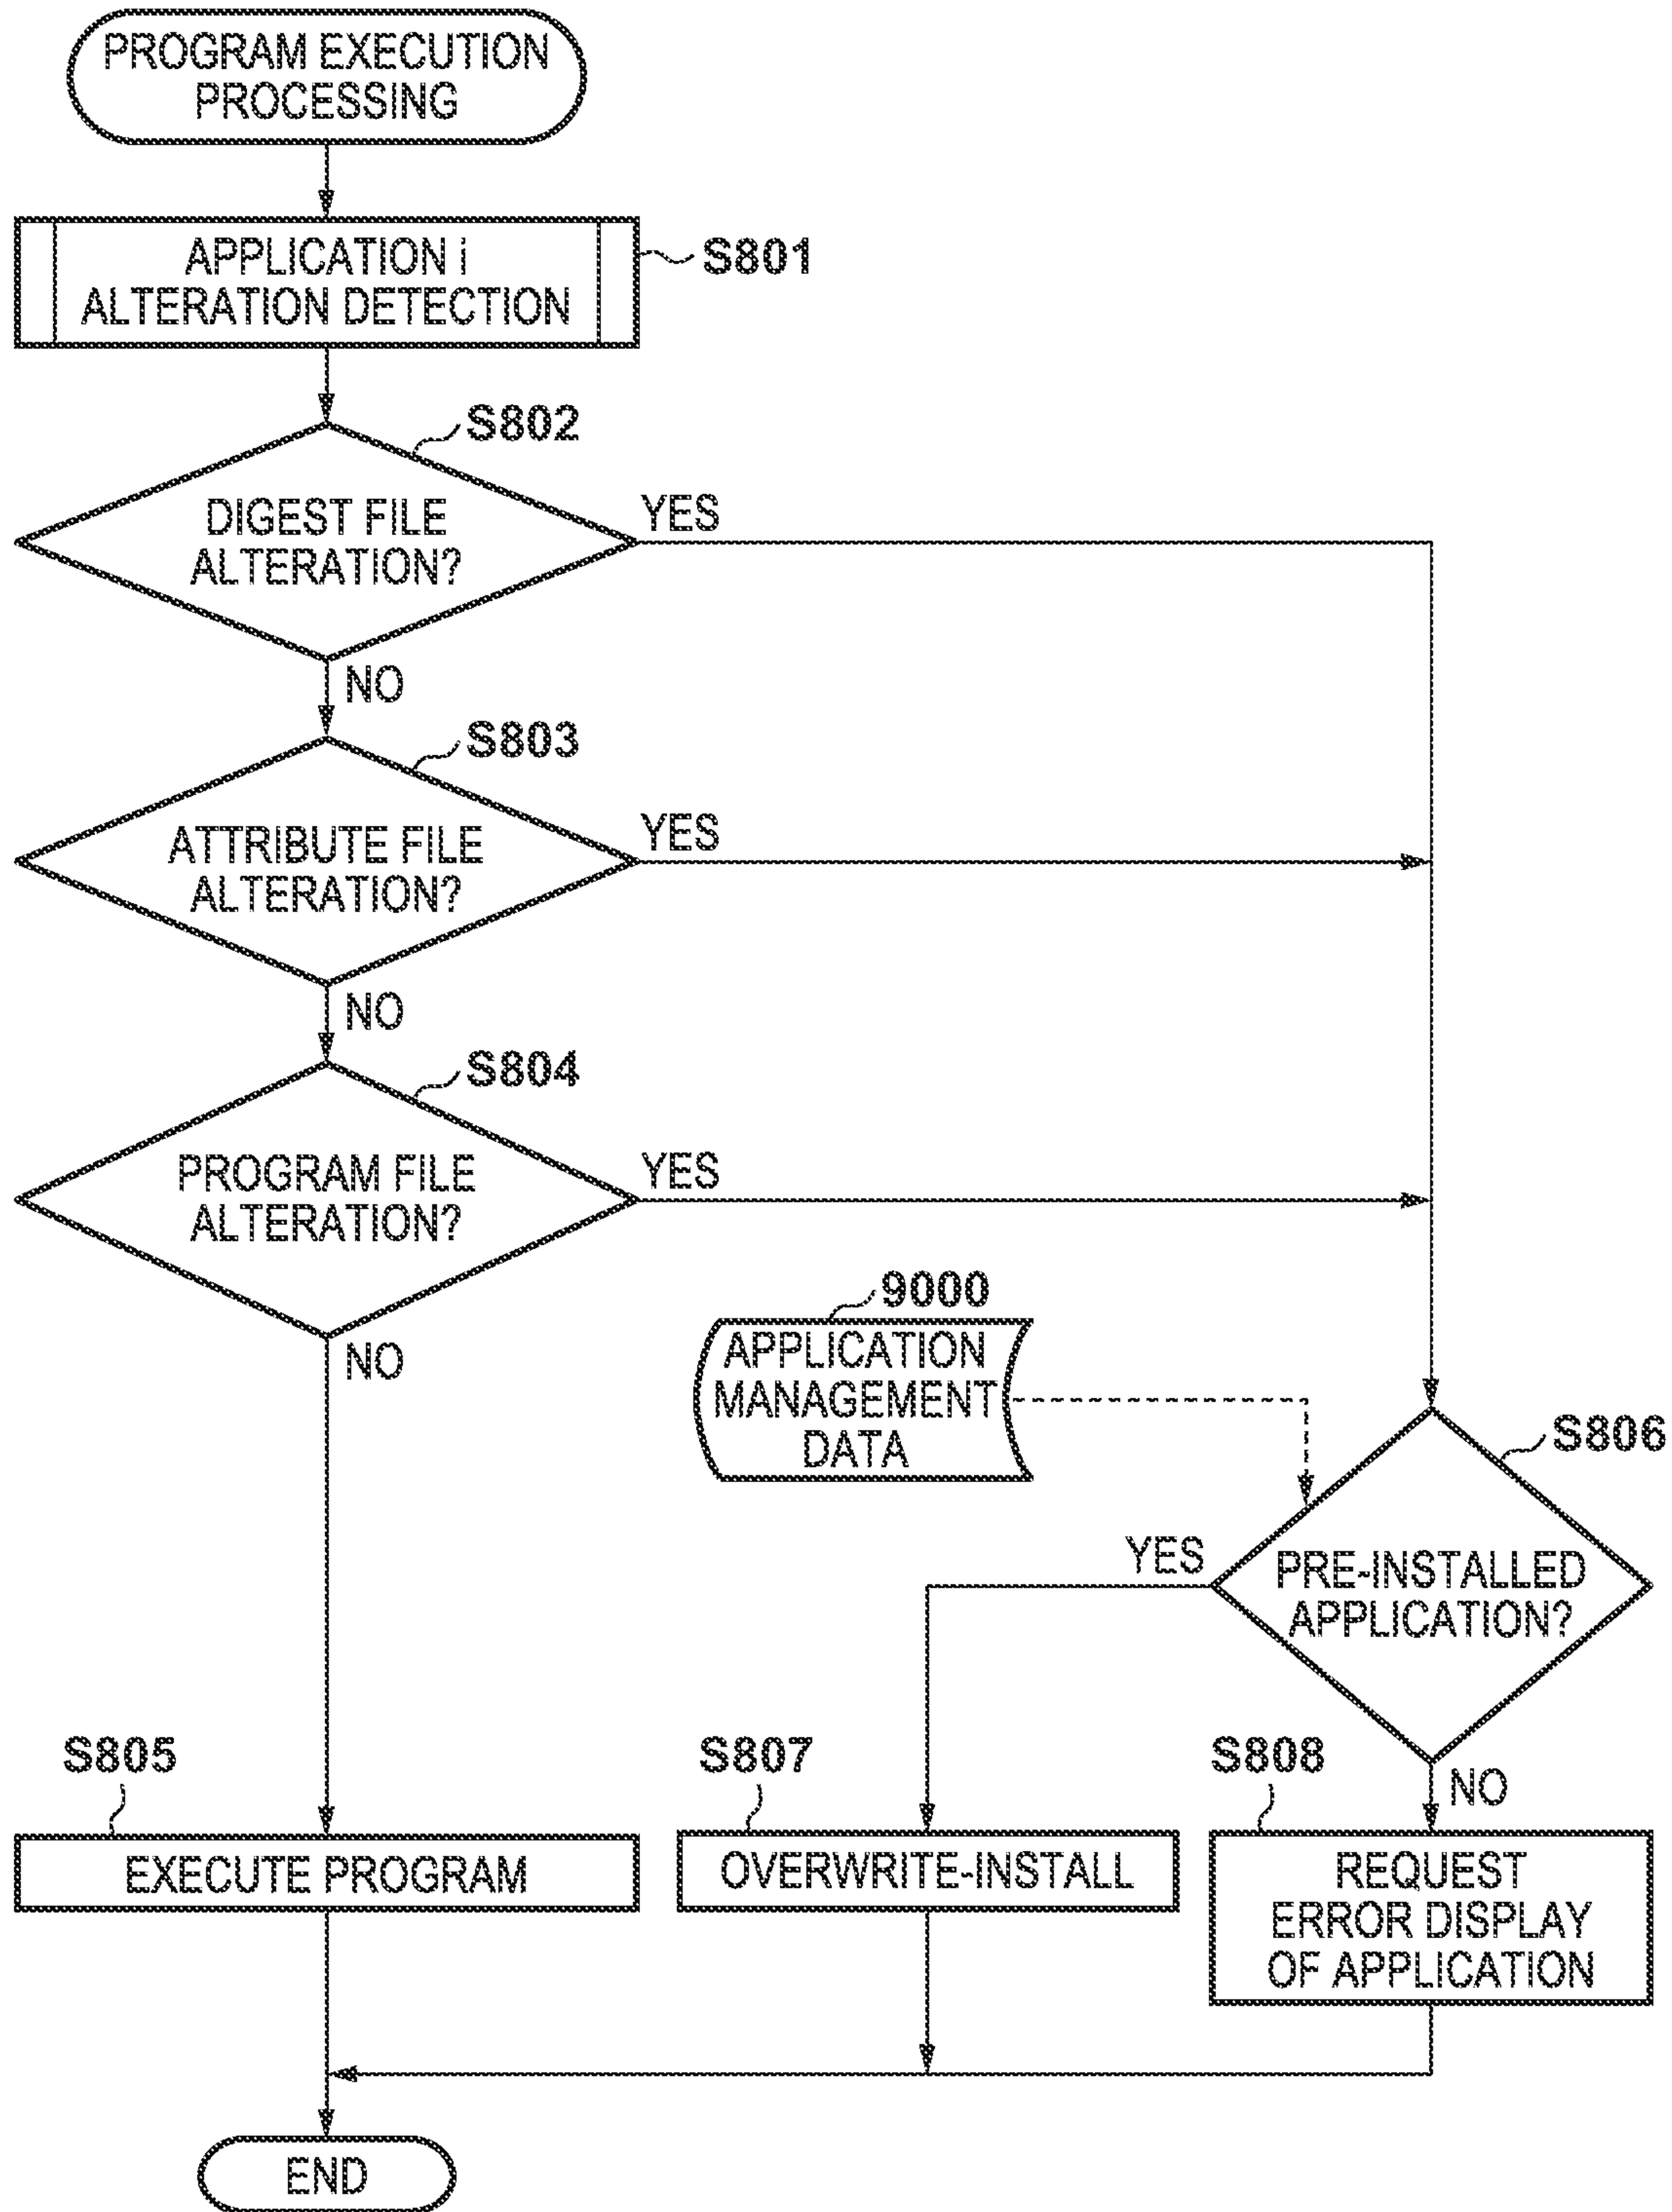 PROGRAM EXECUTION
PROCESSING
APPLICATION i
ALTERATION DETECTION
S801
S802
DIGEST FILE
ALTERATION?
YES
NO
S803
ATTRIBUTE FILE
ALTERATION?
YES
NO
S804
PROGRAM FILE
ALTERATION?
YES
NO
9000
APPLICATION
MANAGEMENT
DATA
S806
PRE-INSTALLED
APPLICATION?
YES
NO
S805
EXECUTE PROGRAM
S807
OVERWRITE-INSTALL
S808
REQUEST
ERROR DISPLAY
OF APPLICATION
END